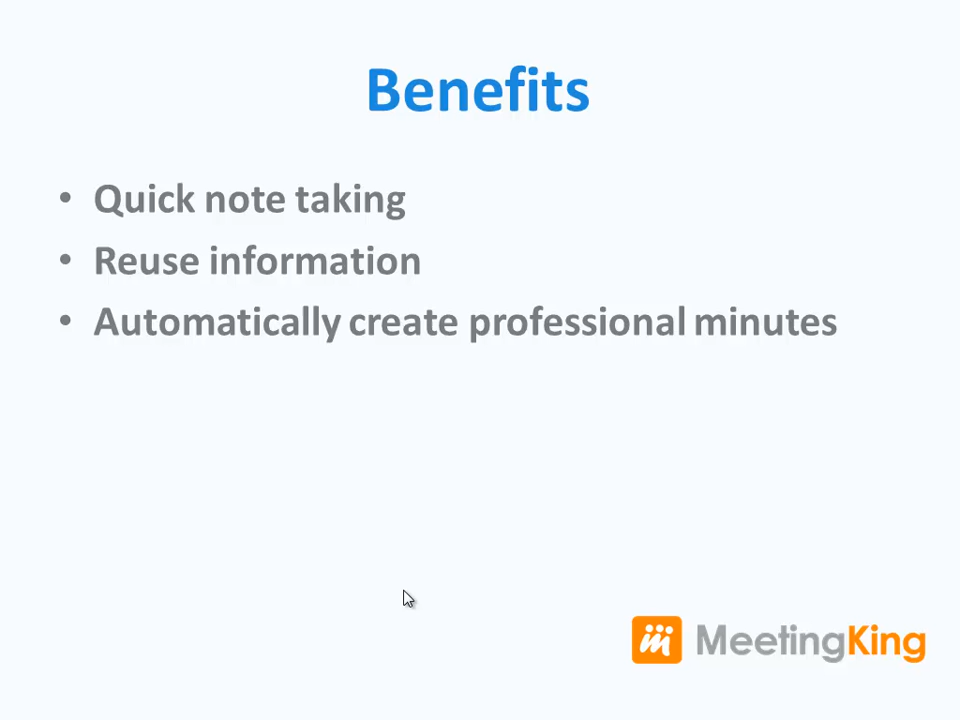 Benefits
• Quick note taking
• Reuse information
• Automatically create professional minutes
MeetingKing